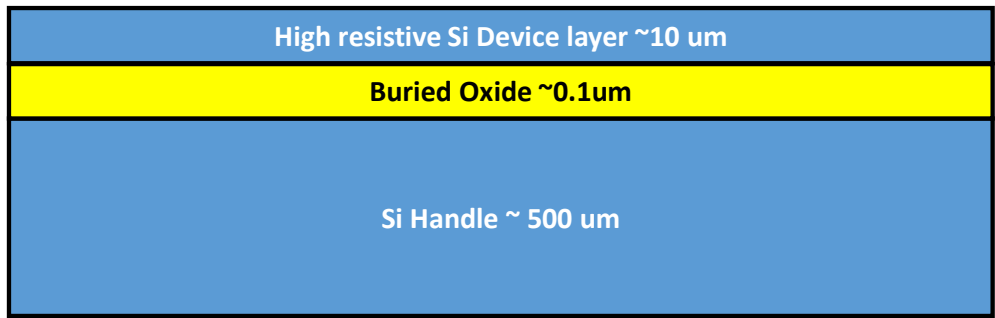 High resistive Si Device layer ~10 um
Buried Oxide ~0.1um
Si Handle ~ 500 um